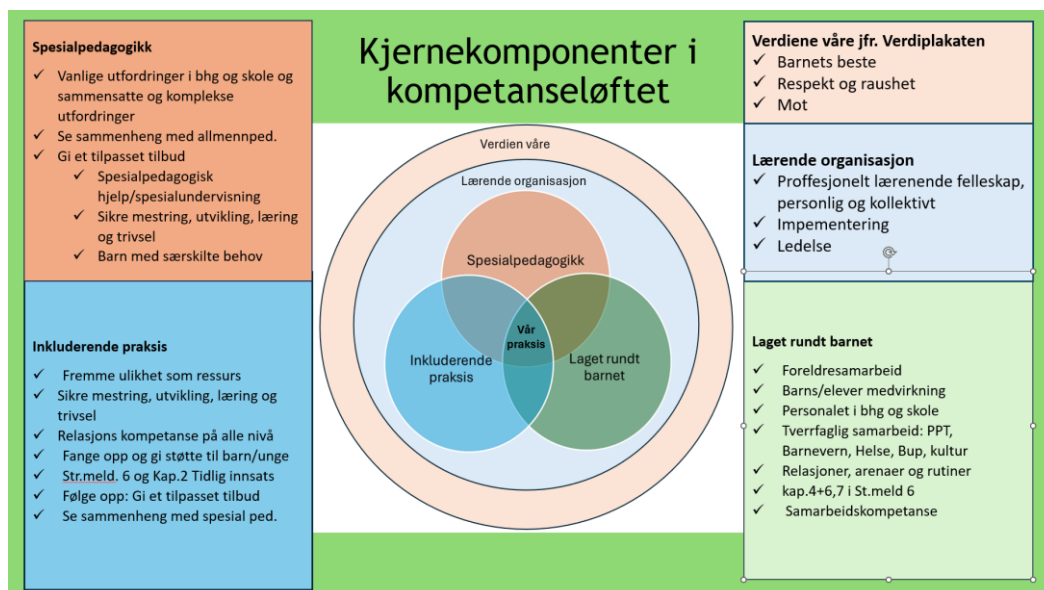 Spesialpedagogikk
✓ Vanlige utfordringer i bhg og skole og
sammensatte og komplekse
utfordringer
✓ Se sammenheng med allmennped.
✓ Gi et tilpasset tilbud
✓ Spesialpedagogisk
hjelp/spesialundervisning
✓ Sikre mestring, utvikling, læring
og trivsel
✓ Barn med særskilte behov
Inkluderende praksis
✓ Fremme ulikhet som ressurs
✓ Sikre mestring, utvikling, læring og
trivsel
✓ Relasjons kompetanse på alle nivå
✓ Fange opp og gi støtte til barn/unge
✓ Str.meld. 6 og Kap.2 Tidlig innsats
✓ Følge opp: Gi et tilpasset tilbud
✓ Se sammenheng med spesial ped.
Kjernekomponenter i
kompetanseløftet
Verdien våre
Lærende organisasjon
Spesialpedagogikk
Vår
praksis
Inkluderende
praksis
Laget rundt
barnet
Verdiene våre jfr. Verdiplakaten
✓ Barnets beste
✓ Respekt og raushet
✓ Mot
Lærende organisasjon
✓ Proffesjonelt lærenende felleskap,
personlig og kollektivt
✓ Impementering
✓ Ledelse
Laget rundt barnet
✓ Foreldresamarbeid
✓ Barns/elever medvirkning
✓ Personalet i bhg og skole
✓ Tverrfaglig samarbeid: PPT,
Barnevern, Helse, Bup, kultur
✓ Relasjoner, arenaer og rutiner
✓ kap.4+6,7 i St.meld 6
✓ Samarbeidskompetanse